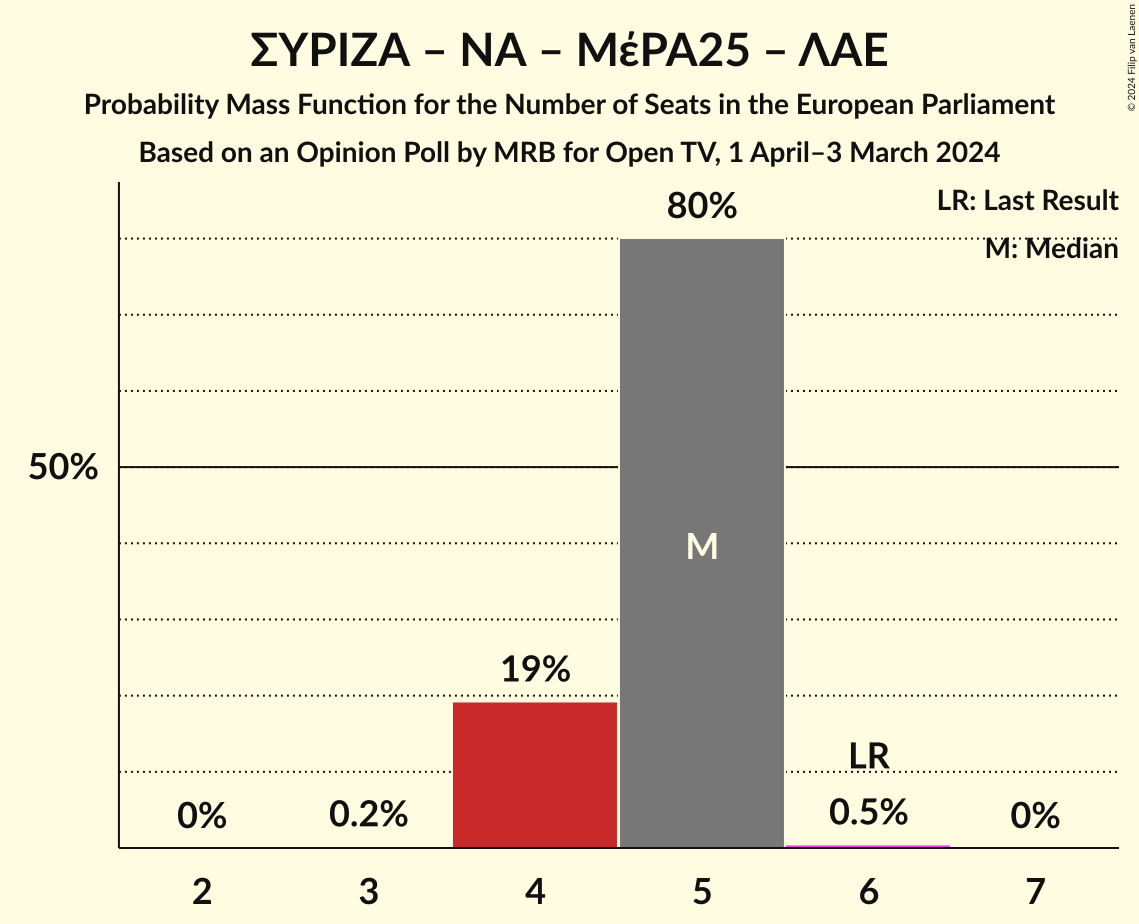 ΣΥΡΙΖΑ – ΝΑ – ΜέΡΑ25 – ΛΑΕ
Probability Mass Function for the Number of Seats in the European Parliament
Based on an Opinion Poll by MRB for Open TV, 1 April–3 March 2024
© 2024 Filip van Laenen
LR: Last Result
M: Median
80%
50%
M
19%
LR
0%
0.2%
0.5%
0%
2
3
4
5
6
7